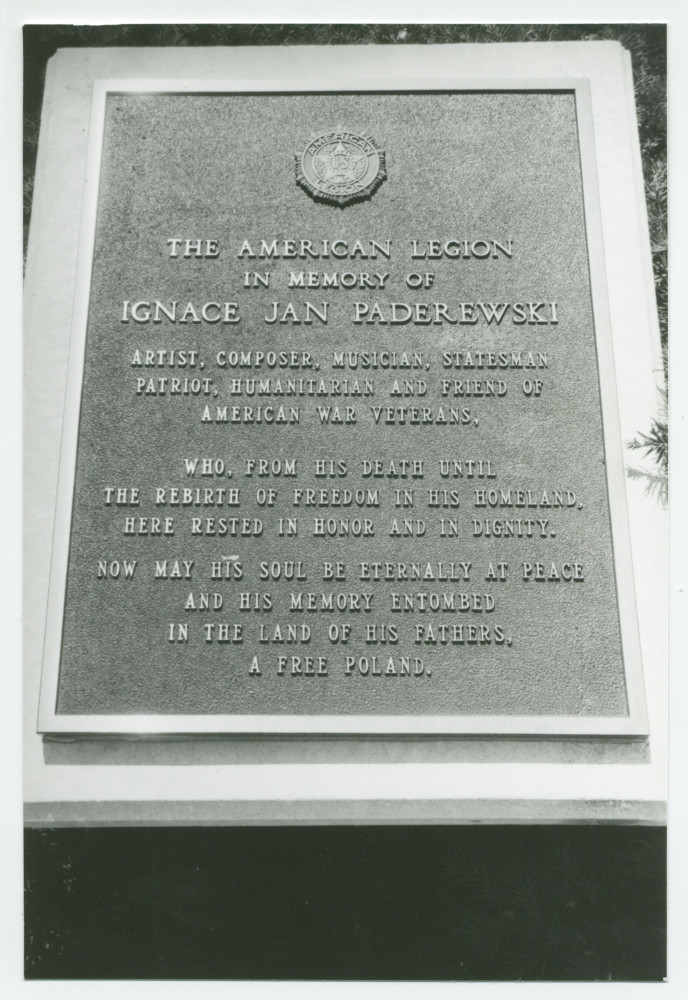 AMERICAN
US
LEGION
THE AMERICAN LEGION
IN MEMORY OF
IGNACE JAN PADEREWSKI
ARTIST, COMPOSER, MUSICIAN, STATESMAN
PATRIOT, HUMANITARIAN AND FRIEND OF
AMERICAN WAR VETERANS,
WHO, FROM HIS DEATH UNTIL
THE REBIRTH OF FREEDOM IN HIS HOMELAND,
HERE RESTED IN HONOR AND IN DIGNITY.
NOW MAY HIS SOUL BE ETERNALLY AT PEACE
AND HIS MEMORY ENTOMBED
IN THE LAND OF HIS FATHERS,
A FREE POLAND.